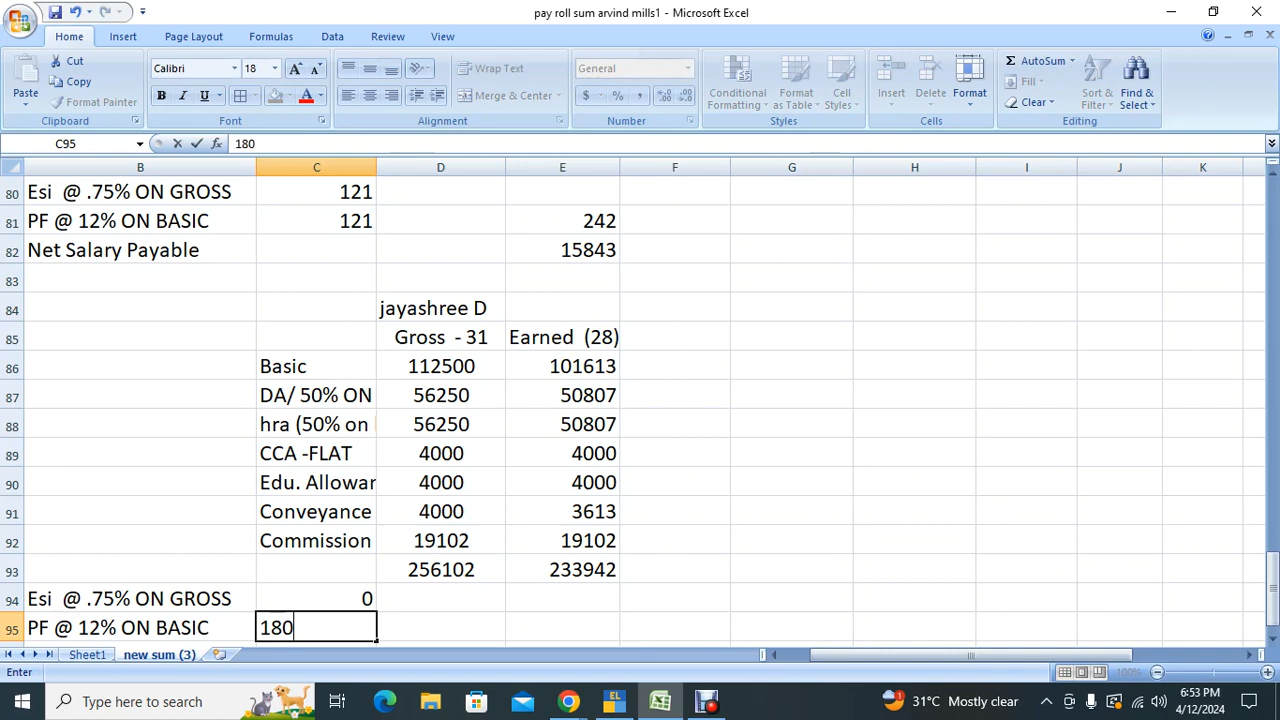 pay roll sum arvind mills1 - Microsoft Excel
Home Insert Page Layout Formulas Data Review View
Paste Cut Copy Format Painter Clipboard
Calibri 18 A A B I U A Font
Wrap Text Merge & Center Alignment
General $ % , Number
Conditional Formatting Format as Table Cell Styles Styles
Insert Delete Format Cells
Σ AutoSum Fill Clear Sort & Filter Find & Select Editing
C95 fx 180
B C D E F G H I J K
80 Esi @ .75% ON GROSS 121
81 PF @ 12% ON BASIC 121 242
82 Net Salary Payable 15843
83
84 jayashree D
85 Gross - 31 Earned (28)
86 Basic 112500 101613
87 DA/ 50% ON 56250 50807
88 hra (50% on 56250 50807
89 CCA -FLAT 4000 4000
90 Edu. Allowar 4000 4000
91 Conveyance 4000 3613
92 Commission 19102 19102
93 256102 233942
94 Esi @ .75% ON GROSS 0
95 PF @ 12% ON BASIC 180
Sheet1 new sum (3)
Enter 100%
Type here to search EL 1 31°C Mostly clear 6:53 PM
4/12/2024